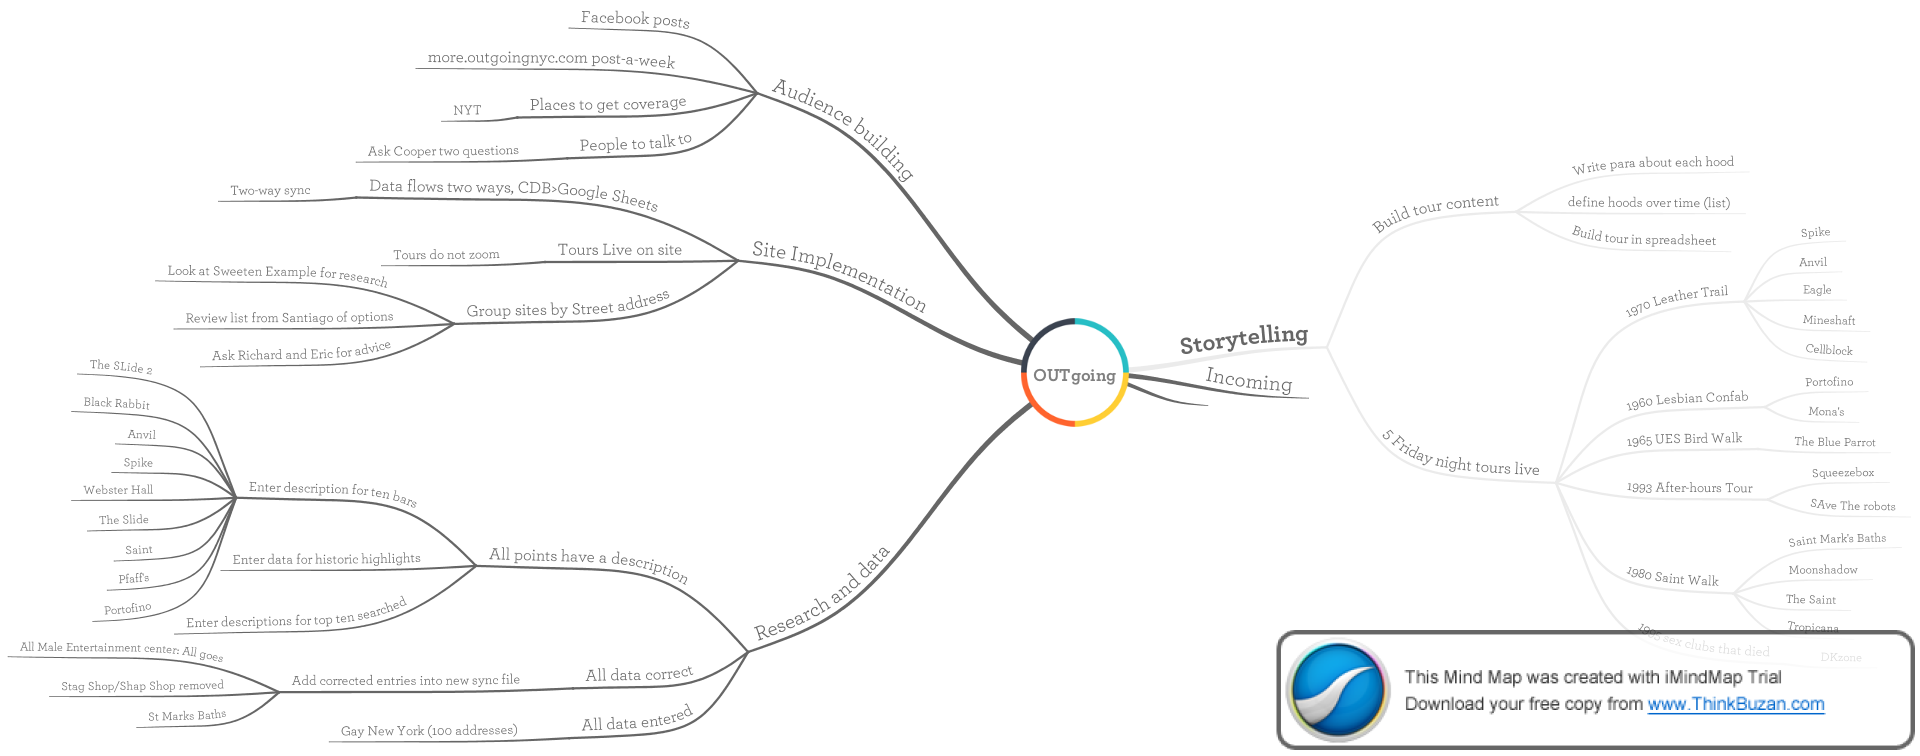 Facebook posts
more.outgoingnyc.com post-a-week
NYT
Places to get coverage
Ask Cooper two questions
People to talk to
Audience building
Two-way sync
Data flows two ways, CDB>Google Sheets
Tours do not zoom
Tours Live on site
Look at Sweeten Example for research
Review list from Santiago of options
Ask Richard and Eric for advice
Group sites by Street address
Site Implementation
The SLide 2
Black Rabbit
Anvil
Spike
Webster Hall
The Slide
Saint
Pfaff's
Portofino
Enter description for ten bars
Enter data for historic highlights
Enter descriptions for top ten searched
All points have a description
All Male Entertainment center: All goes
Stag Shop/Shap Shop removed
St Marks Baths
Add corrected entries into new sync file
All data correct
Gay New York (100 addresses)
All data entered
Research and data
OUTgoing
Storytelling
Incoming
Build tour content
Write para about each hood
define hoods over time (list)
Build tour in spreadsheet
5 Friday night tours live
1970 Leather Trail
Spike
Anvil
Eagle
Mineshaft
Cellblock
1960 Lesbian Confab
Portofino
Mona's
1965 UES Bird Walk
The Blue Parrot
1993 After-hours Tour
Squeezebox
SAve The robots
1980 Saint Walk
Saint Mark's Baths
Moonshadow
The Saint
Tropicana
sex clubs that died
DKzone
This Mind Map was created with iMindMap Trial
Download your free copy from www.ThinkBuzan.com